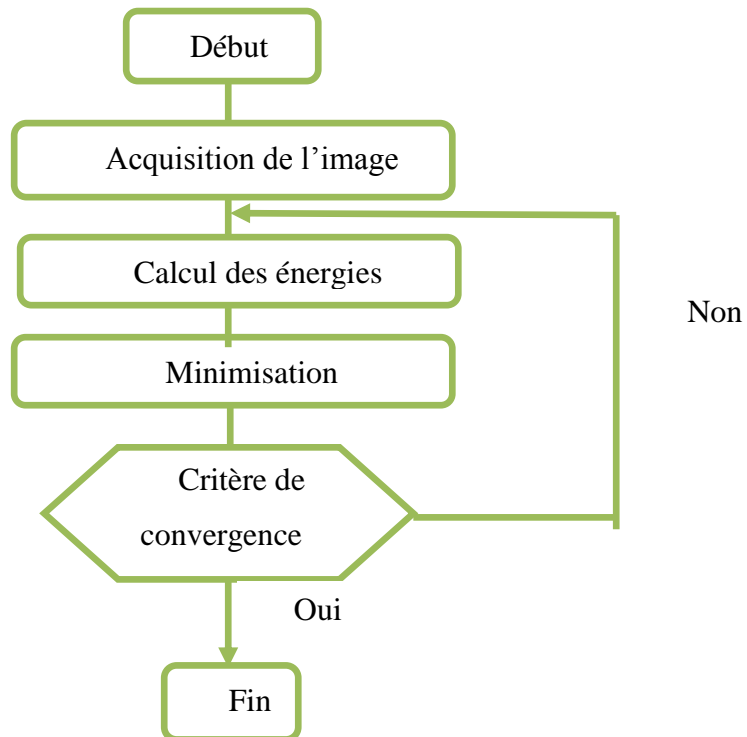 Début
Acquisition de l’image
Calcul des énergies
Non
Minimisation
Critère de
convergence
Oui
Fin